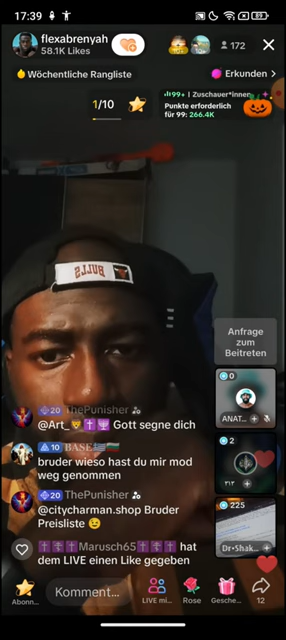 17:39
89
flexabrenyah
58.1K Likes
172
Wöchentliche Rangliste
Erkunden >
1/10
99+ | Zuschauer*innen
Punkte erforderlich
für 99: 266.4K
BULLS
Anfrage
zum
Beitreten
0
ANAT...
2
225
Dr•Shak...
20 ThePunisher
@Art_🦁✝️🕎 Gott segne dich
10 BASE🇬🇷🇧🇬
bruder wieso hast du mir mod
weg genommen
20 ThePunisher
@citycharman.shop Bruder
Preisliste 😉
✝️✝️✝️Marusch65✝️✝️✝️ hat
dem LIVE einen Like gegeben
Abonn...
Kommentar...
LIVE mi...
Rose
Gesche...
12